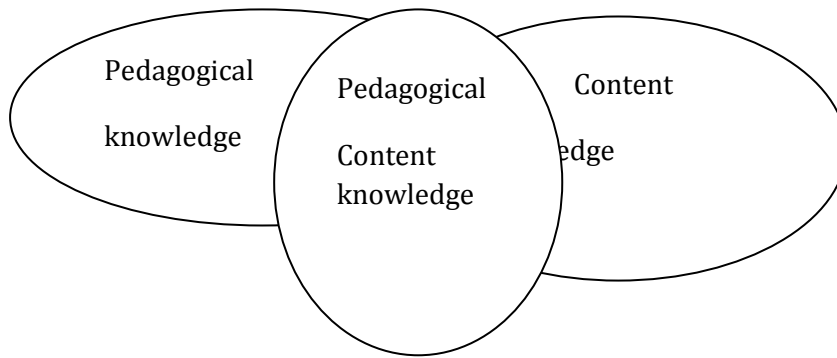 Pedagogical
knowledge
Pedagogical
Content
knowledge
Content
edge